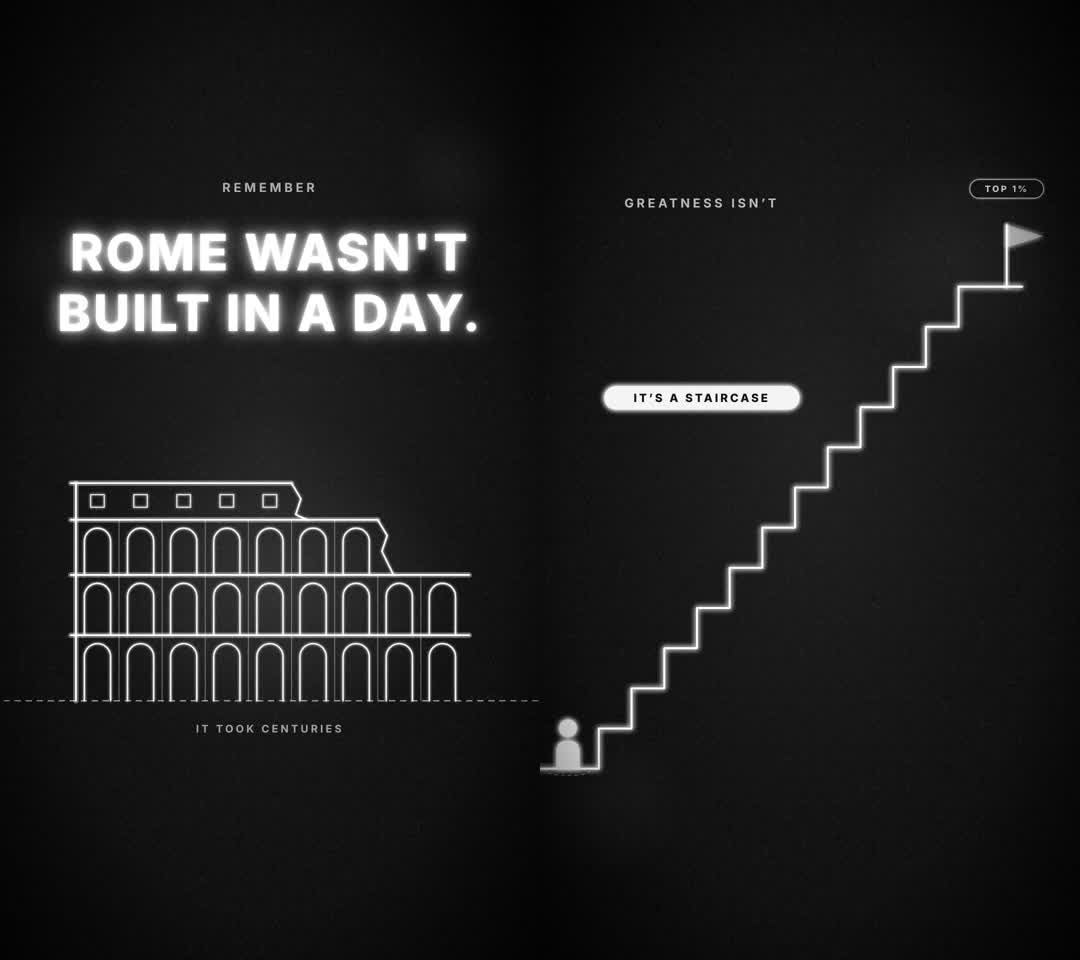 REMEMBER
ROME WASN'T
BUILT IN A DAY.
IT TOOK CENTURIES
GREATNESS ISN’T
TOP 1%
IT’S A STAIRCASE